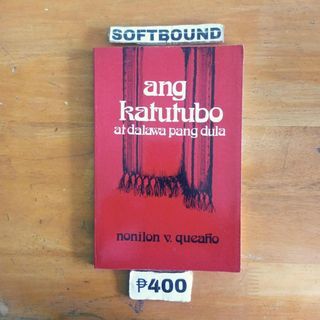 SOFTBOUND
ang
katutubo
at dalawa pang dula
nonilon v. queaño
₱400